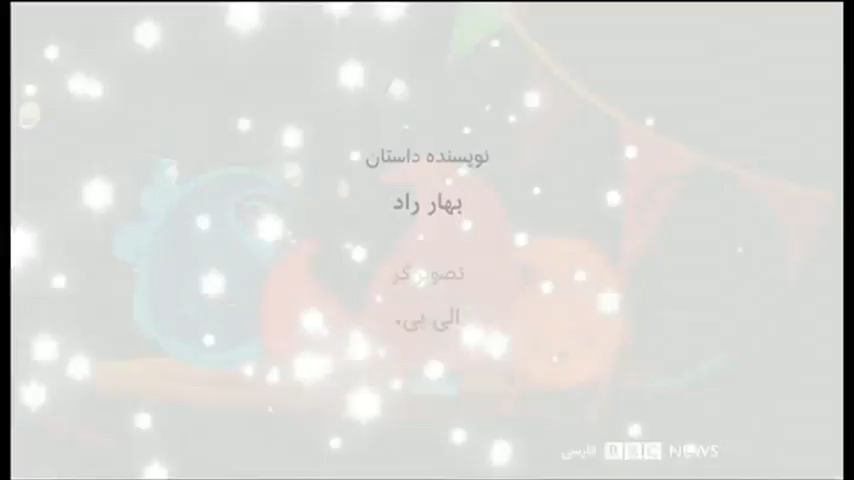 نویسنده داستان
بهار راد
تصویرگر
الی بی.
BBC NEWS فارسی